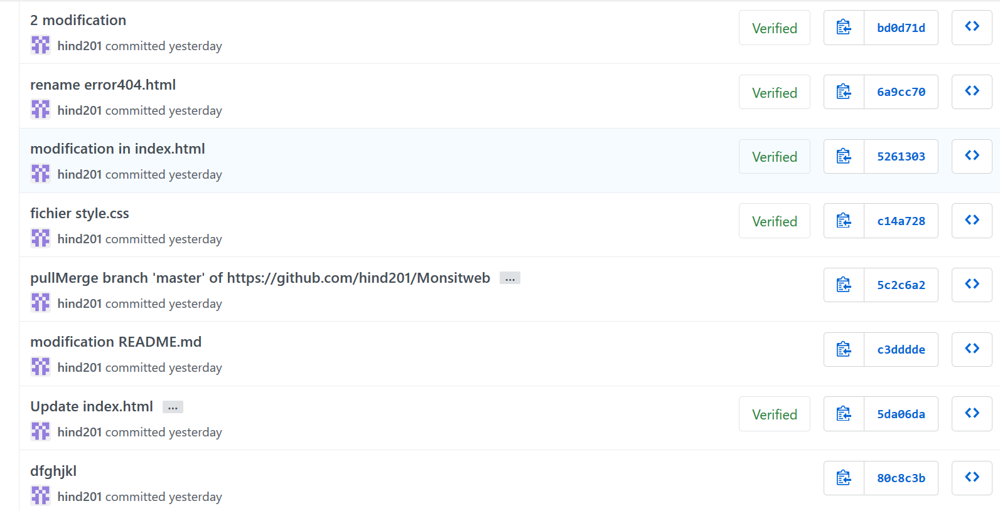 2 modification
hind201 committed yesterday
Verified
bd0d71d
rename error404.html
hind201 committed yesterday
Verified
6a9cc70
modification in index.html
hind201 committed yesterday
Verified
5261303
fichier style.css
hind201 committed yesterday
Verified
c14a728
pullMerge branch 'master' of https://github.com/hind201/Monsitweb ...
hind201 committed yesterday
5c2c6a2
modification README.md
hind201 committed yesterday
c3dddde
Update index.html ...
hind201 committed yesterday
Verified
5da06da
dfghjkl
hind201 committed yesterday
80c8c3b